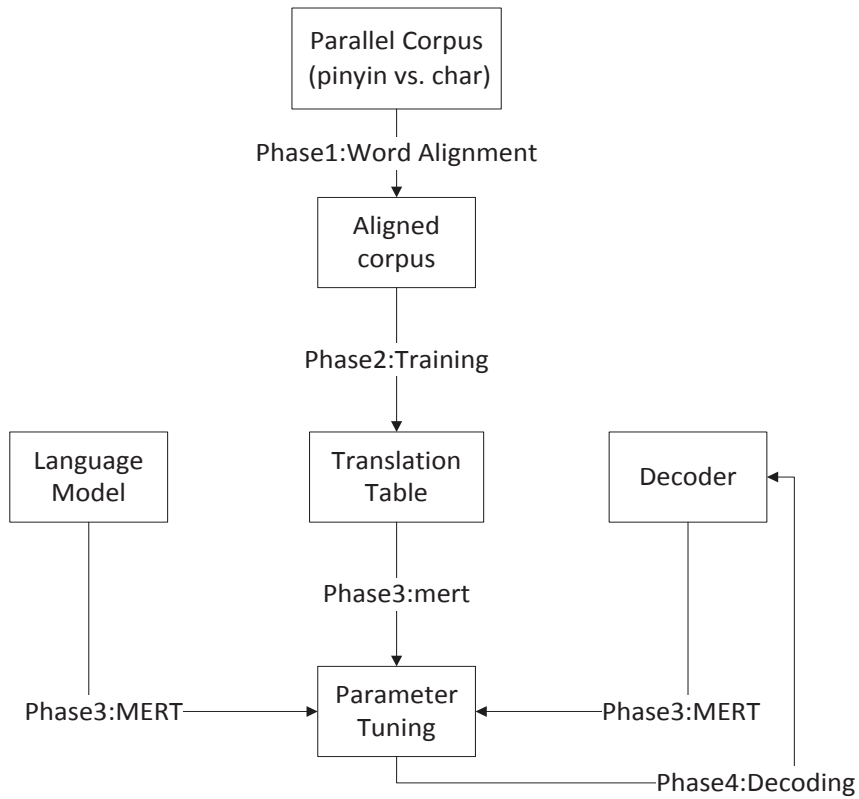 Parallel Corpus
(pinyin vs. char)
Phase1:Word Alignment
Aligned
corpus
Phase2:Training
Language
Model
Translation
Table
Decoder
Phase3:mert
Phase3:MERT
Parameter
Tuning
Phase3:MERT
Phase4:Decoding